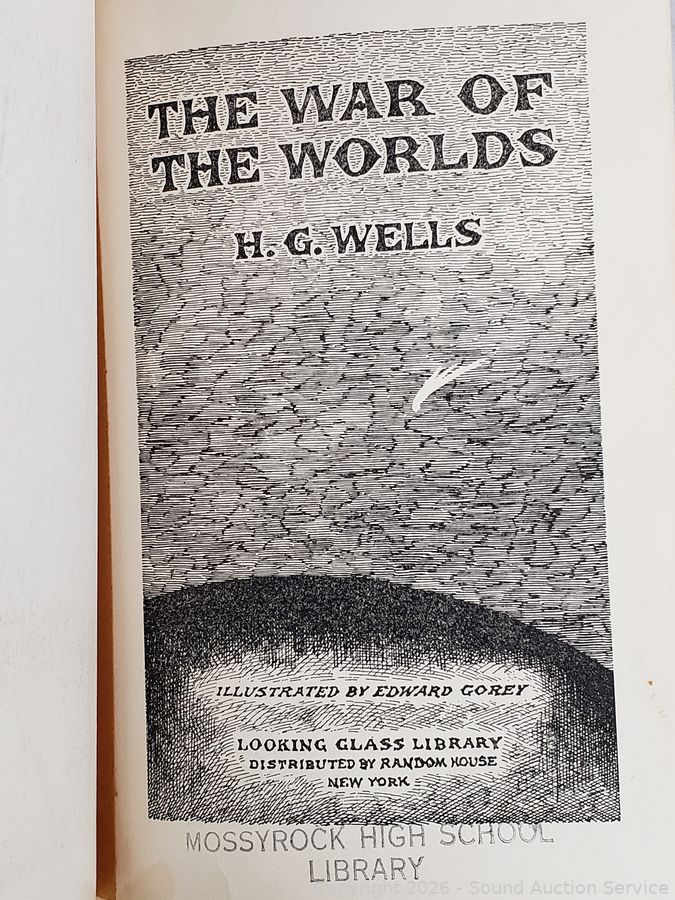 THE WAR OF
THE WORLDS
H. G. WELLS
ILLUSTRATED BY EDWARD GOREY
LOOKING GLASS LIBRARY
DISTRIBUTED BY RANDOM HOUSE
NEW YORK
MOSSYROCK HIGH SCHOOL
LIBRARY
Copyright 2026 - Sound Auction Service